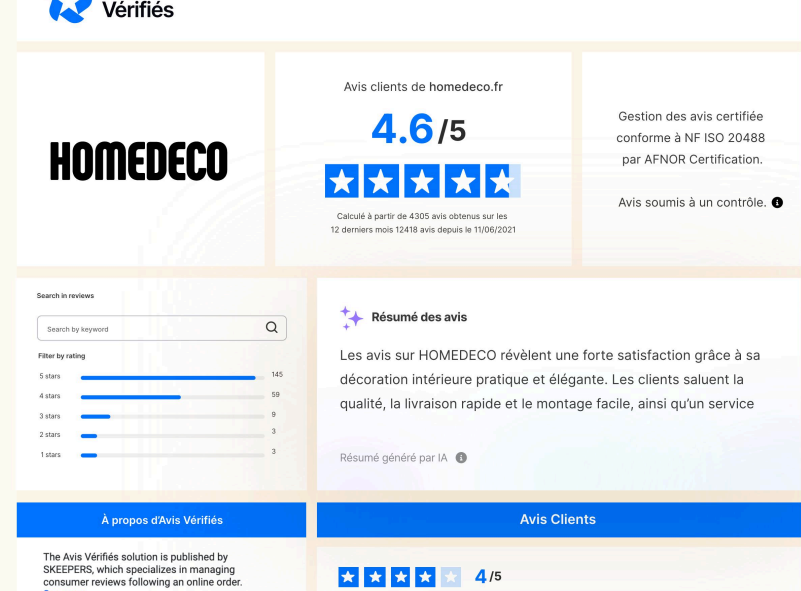 Vérifiés
HOMEDECO
Avis clients de homedeco.fr
4.6/5
Calculé à partir de 4305 avis obtenus sur les
12 derniers mois 12418 avis depuis le 11/06/2021
Gestion des avis certifiée
conforme à NF ISO 20488
par AFNOR Certification.
Avis soumis à un contrôle.
Search in reviews
Search by keyword
Filter by rating
5 stars 145
4 stars 59
3 stars 9
2 stars 3
1 stars 3
Résumé des avis
Les avis sur HOMEDECO révèlent une forte satisfaction grâce à sa
décoration intérieure pratique et élégante. Les clients saluent la
qualité, la livraison rapide et le montage facile, ainsi qu'un service
Résumé généré par IA
À propos d'Avis Vérifiés
The Avis Vérifiés solution is published by
SKEEPERS, which specializes in managing
consumer reviews following an online order.
Avis Clients
4/5